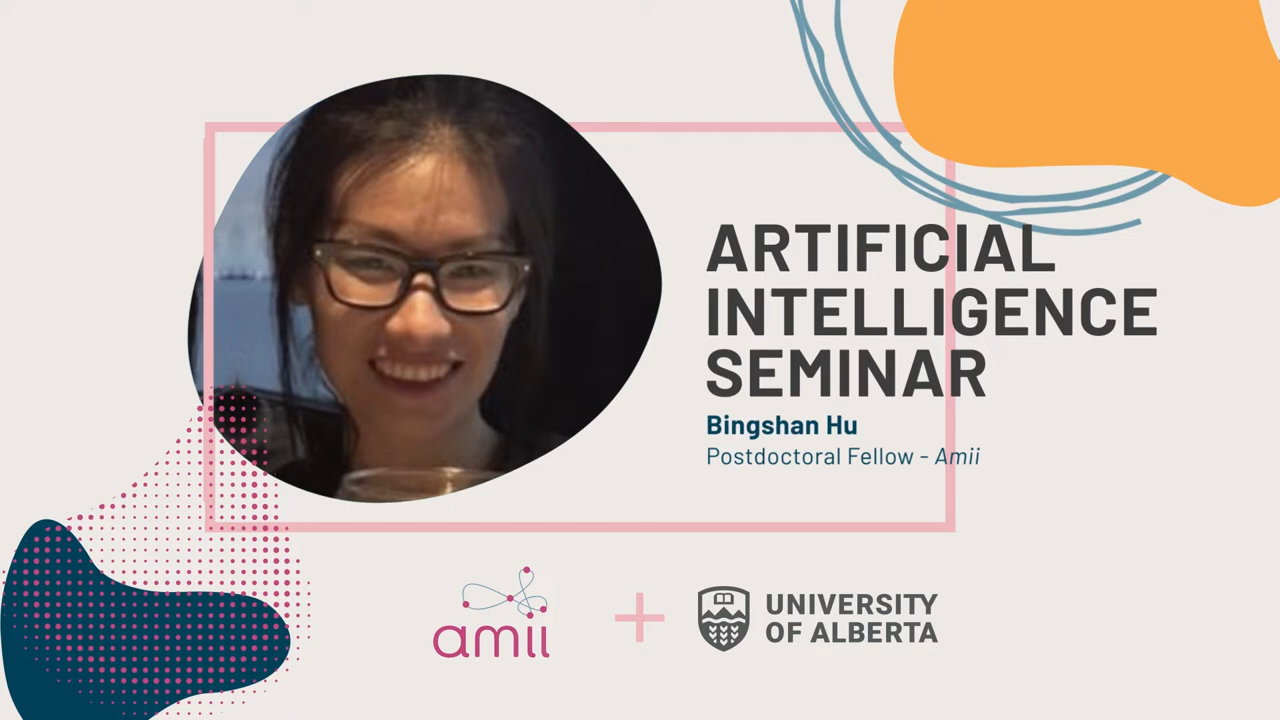 ARTIFICIAL
INTELLIGENCE
SEMINAR
Bingshan Hu
Postdoctoral Fellow - Amii
amii
UNIVERSITY
OF ALBERTA